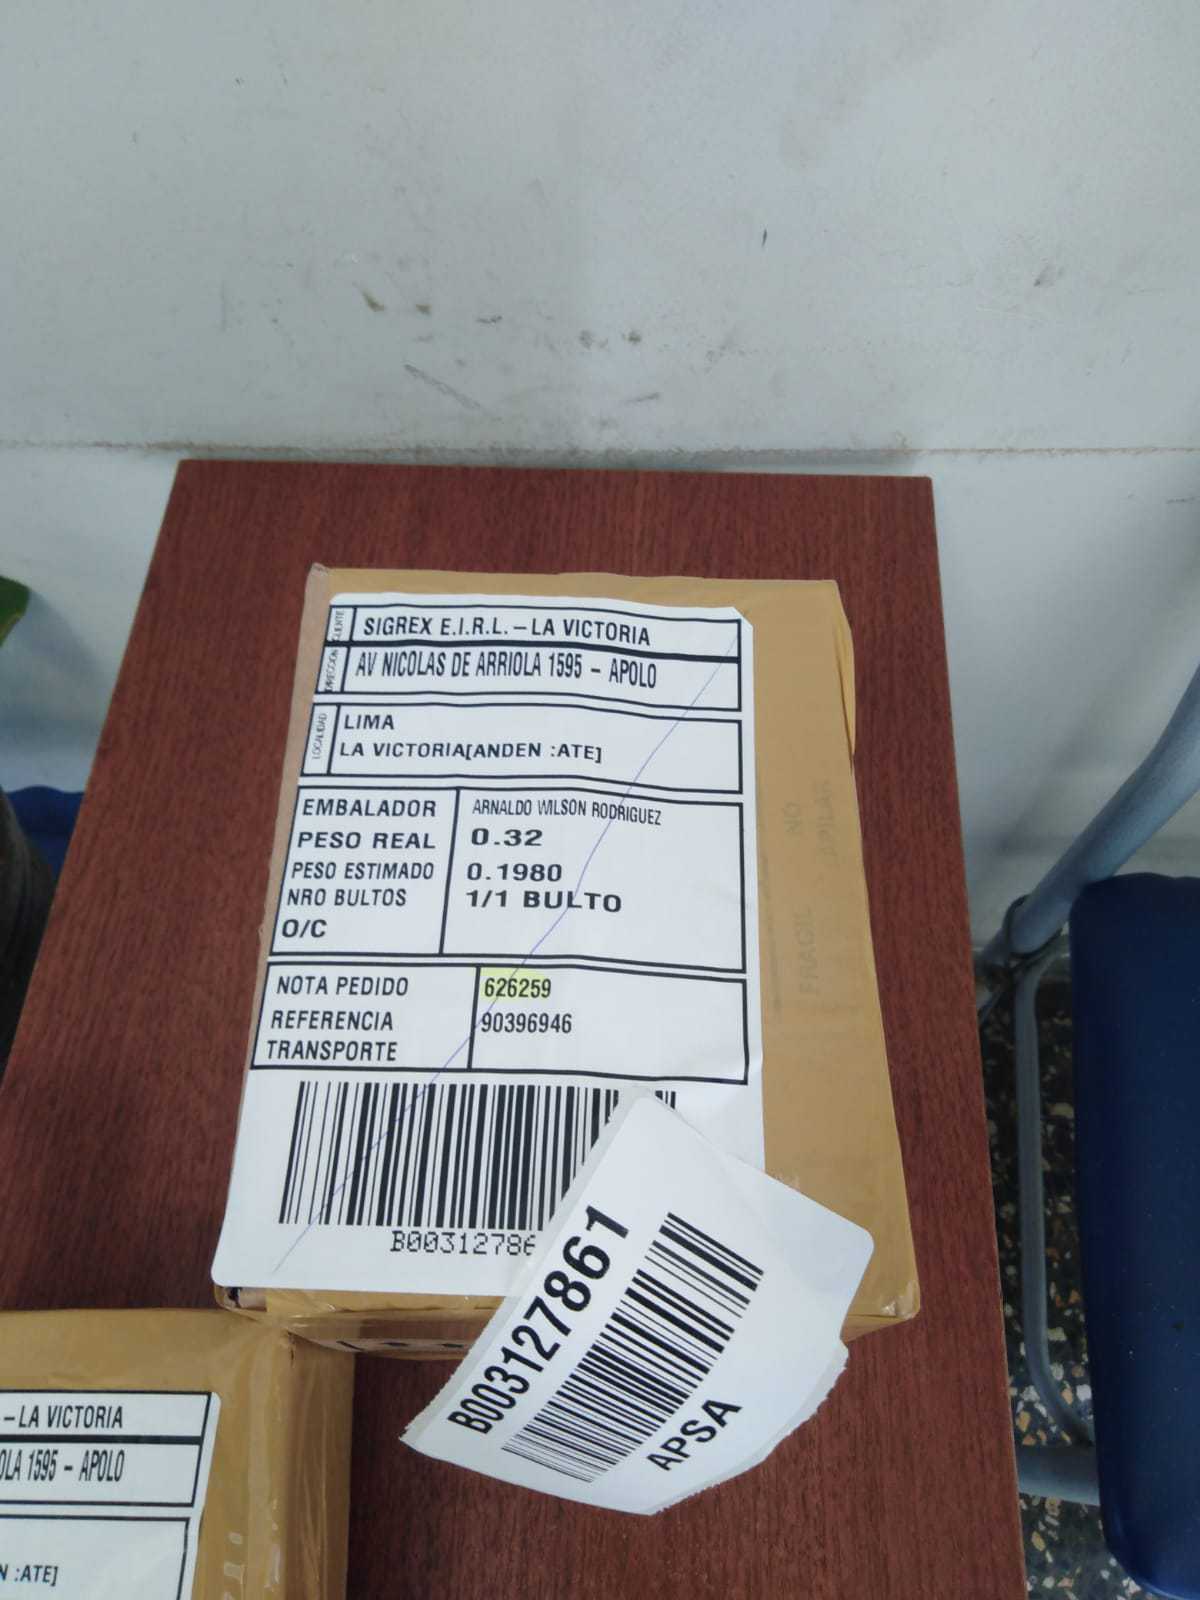 CLIENTE
SIGREX E.I.R.L. – LA VICTORIA
DIRECCION
AV NICOLAS DE ARRIOLA 1595 – APOLO
LOCALIDAD
LIMA
LA VICTORIA[ANDEN :ATE]
EMBALADOR ARNALDO WILSON RODRIGUEZ
PESO REAL 0.32
PESO ESTIMADO 0.1980
NRO BULTOS 1/1 BULTO
O/C
NOTA PEDIDO 626259
REFERENCIA 90396946
TRANSPORTE
B00312786
B003127861
APSA
FRAGIL NO APILAR
– LA VICTORIA
OLA 1595 – APOLO
N :ATE]